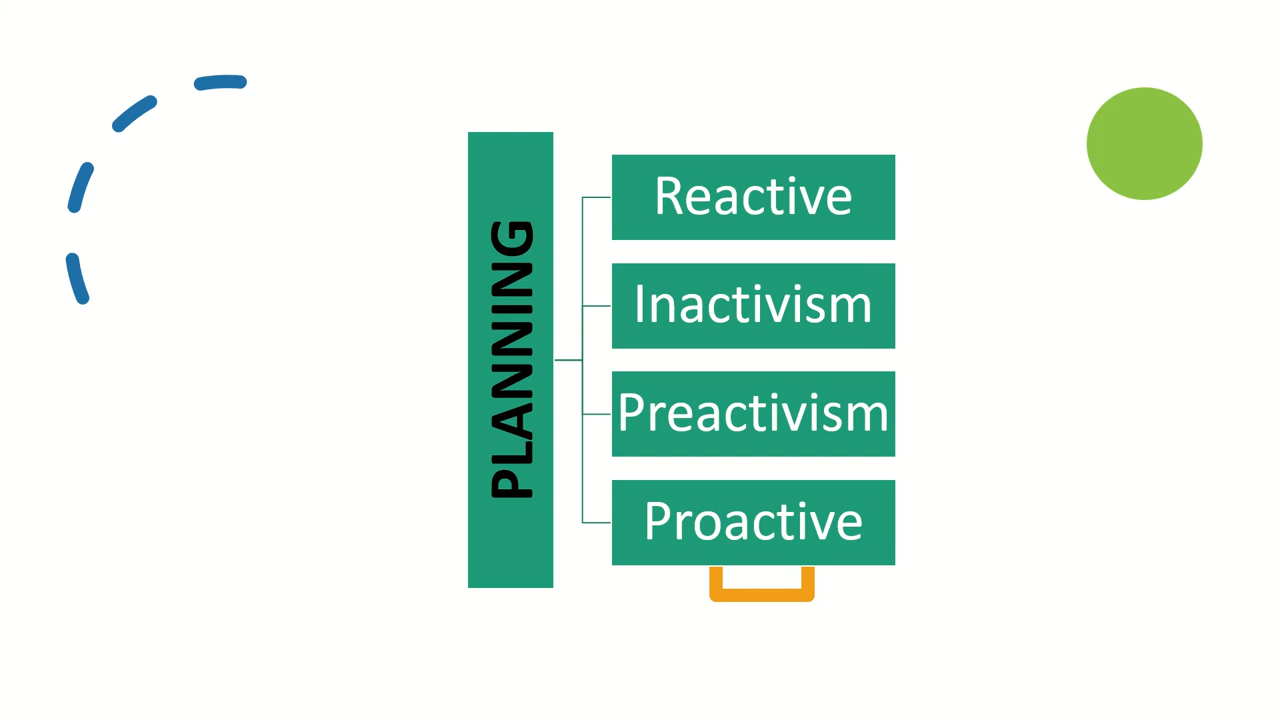 PLANNING
Reactive
Inactivism
Preactivism
Proactive